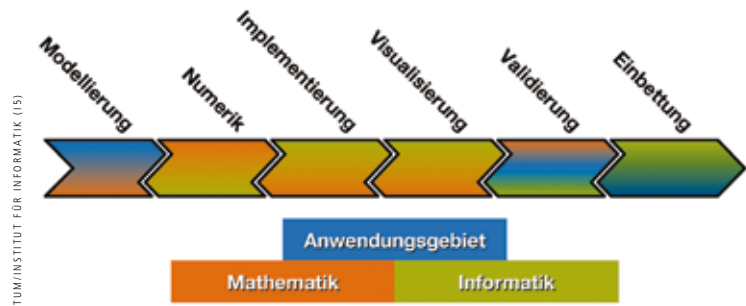 Modellierung
Numerik
Implementierung
Visualisierung
Validierung
Einbettung
Anwendungsgebiet
Mathematik
Informatik
TUM/INSTITUT FÜR INFORMATIK (I5)